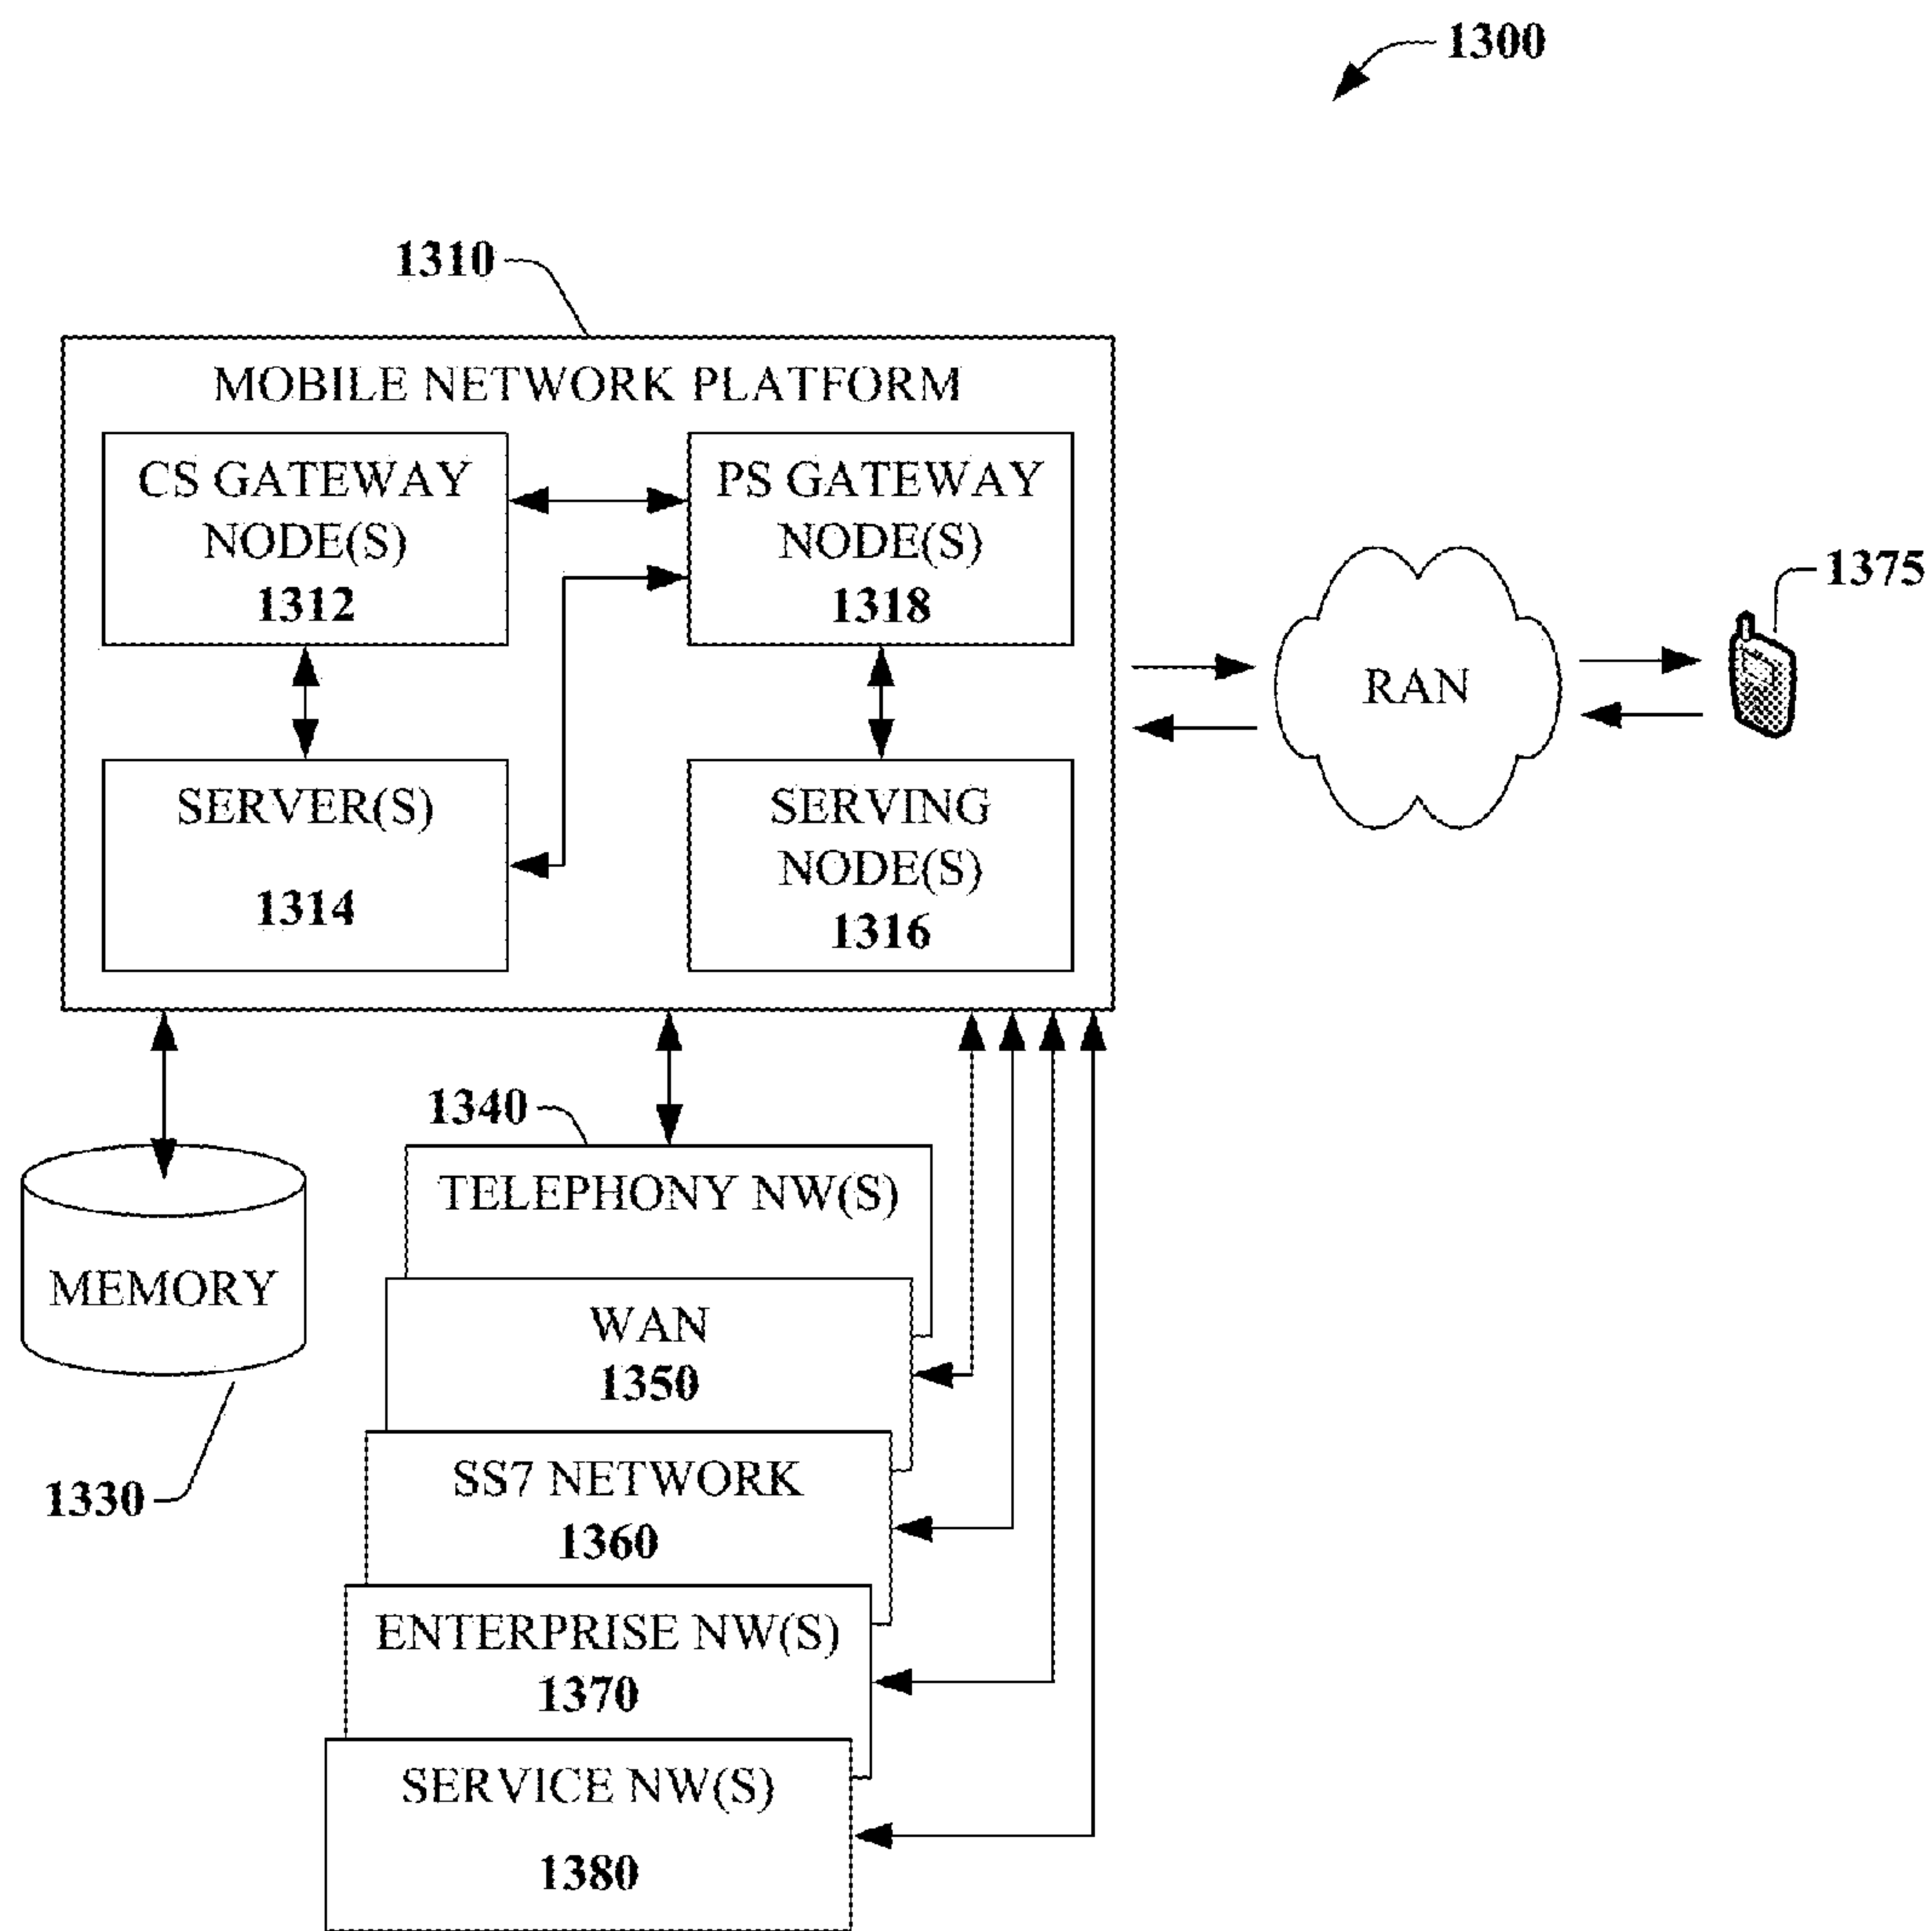 1300
1310
MOBILE NETWORK PLATFORM
CS GATEWAY
NODE(S)
1312
PS GATEWAY
NODE(S)
1318
SERVER(S)
1314
SERVING
NODE(S)
1316
RAN
1375
1340
TELEPHONY NW(S)
MEMORY
1330
WAN
1350
SS7 NETWORK
1360
ENTERPRISE NW(S)
1370
SERVICE NW(S)
1380